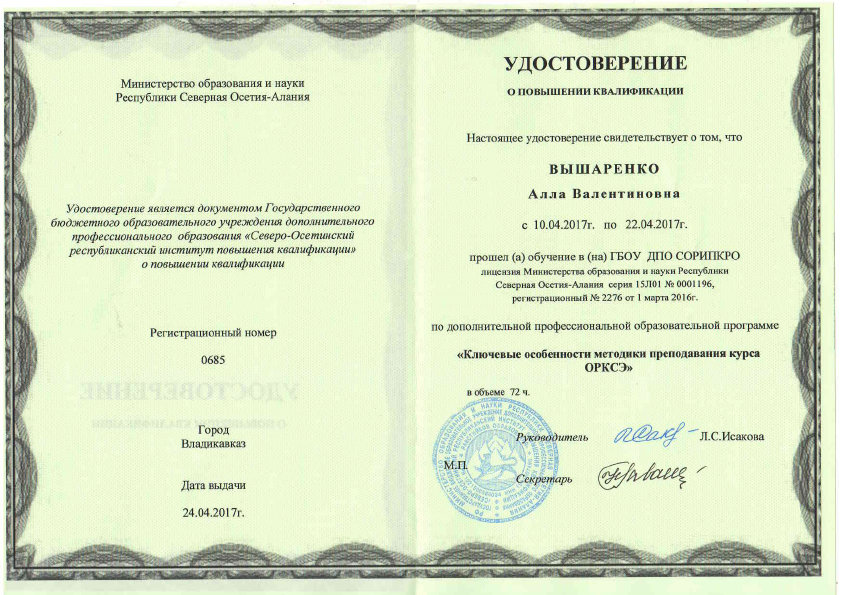 Министерство образования и науки
Республики Северная Осетия-Алания
Удостоверение является документом Государственного
бюджетного образовательного учреждения дополнительного
профессионального образования «Северо-Осетинский
республиканский институт повышения квалификации»
о повышении квалификации
Регистрационный номер
0685
Город
Владикавказ
Дата выдачи
24.04.2017г.
УДОСТОВЕРЕНИЕ
О ПОВЫШЕНИИ КВАЛИФИКАЦИИ
Настоящее удостоверение свидетельствует о том, что
ВЫШАРЕНКО
Алла Валентиновна
с 10.04.2017г. по 22.04.2017г.
прошел (а) обучение в (на) ГБОУ ДПО СОРИПКРО
лицензия Министерства образования и науки Республики
Северная Осетия-Алания серия 15Л01 № 0001196,
регистрационный № 2276 от 1 марта 2016г.
по дополнительной профессиональной образовательной программе
«Ключевые особенности методики преподавания курса
ОРКСЭ»
в объеме 72 ч.
Руководитель Л.С.Исакова
М.П.
Секретарь